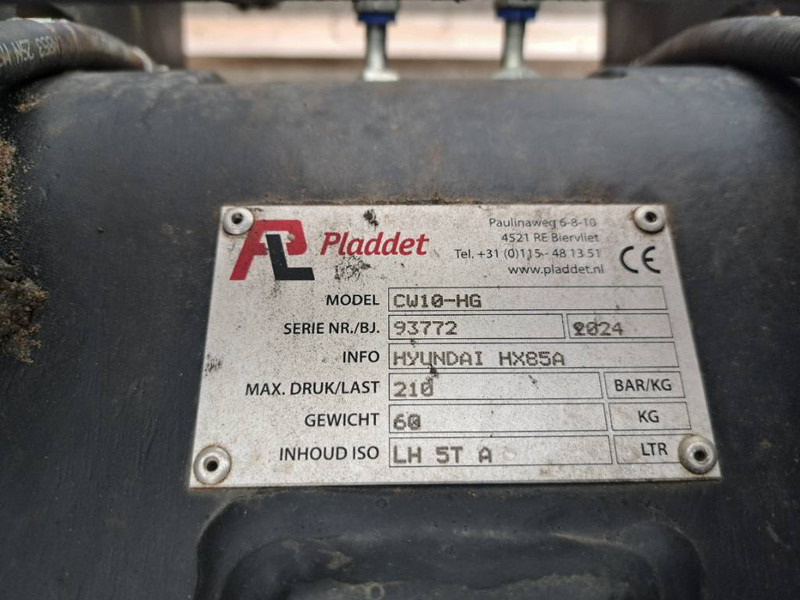 PL Pladdet
Paulinaweg 6-8-10
4521 RE Biervliet
Tel. +31 (0)115 - 48 13 51
www.pladdet.nl
CE
MODEL CW10-HG
SERIE NR./BJ. 93772 2024
INFO HYUNDAI HX85A
MAX. DRUK/LAST 210 BAR/KG
GEWICHT 60 KG
INHOUD ISO LH 5T A LTR